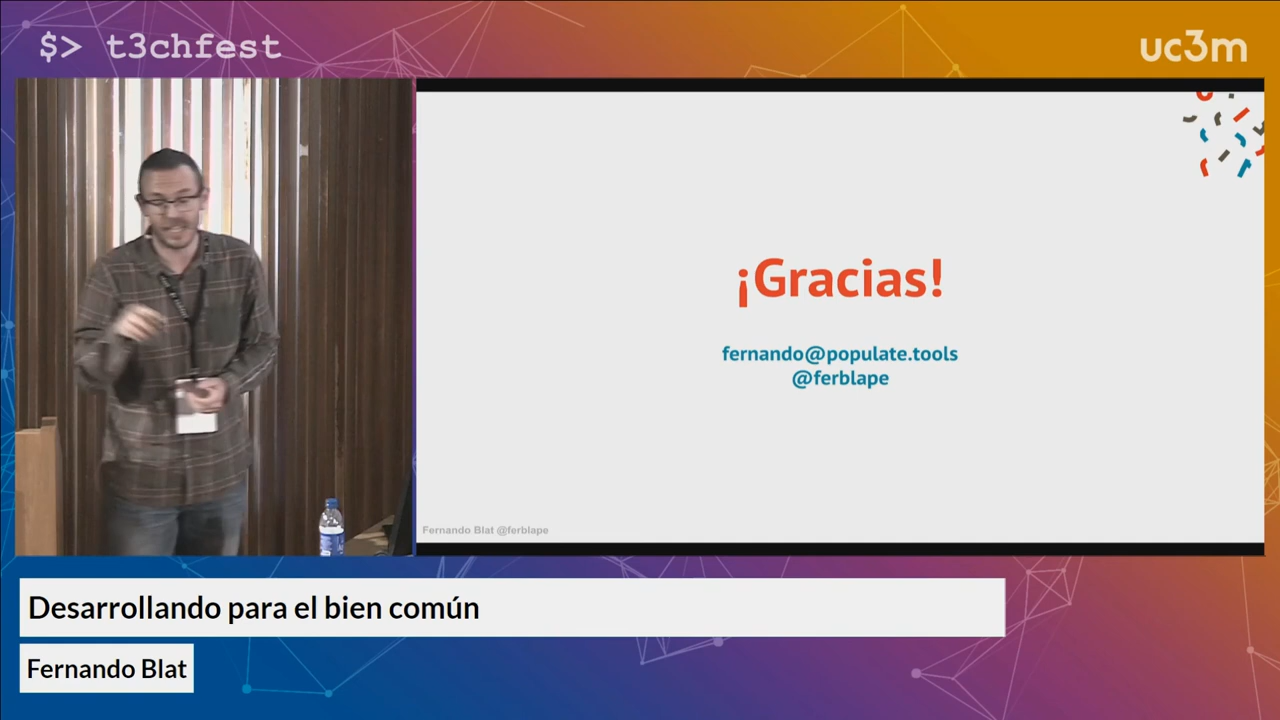 $> t3chfest
uc3m
¡Gracias!
fernando@populate.tools
@ferblape
Fernando Blat @ferblape
Desarrollando para el bien común
Fernando Blat